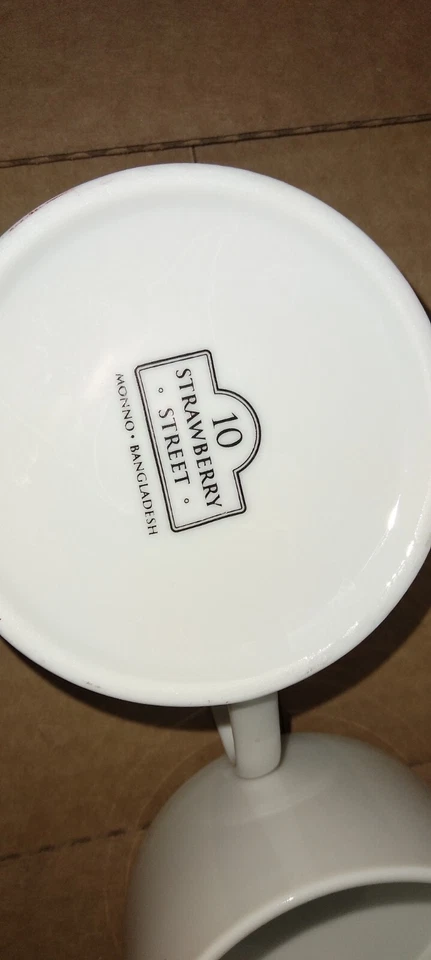 10
STRAWBERRY
◦ STREET ◦
MONNO • BANGLADESH